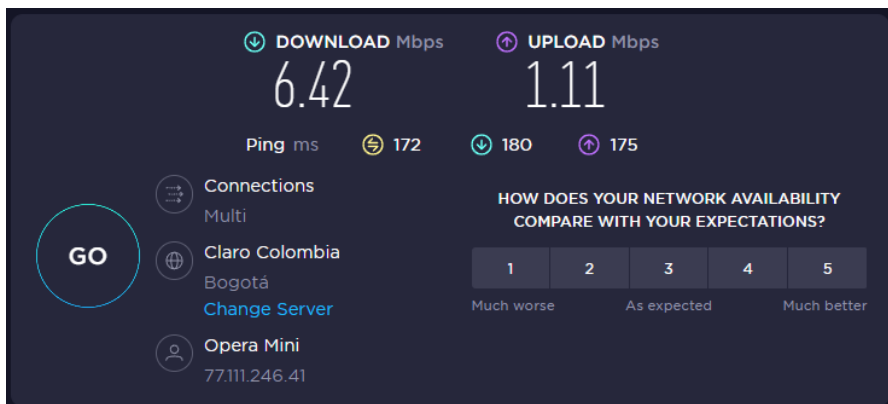 DOWNLOAD Mbps
6.42
UPLOAD Mbps
1.11
Ping ms 172 180 175
GO
Connections
Multi
Claro Colombia
Bogotá
Change Server
Opera Mini
77.111.246.41
HOW DOES YOUR NETWORK AVAILABILITY
COMPARE WITH YOUR EXPECTATIONS?
1 2 3 4 5
Much worse As expected Much better